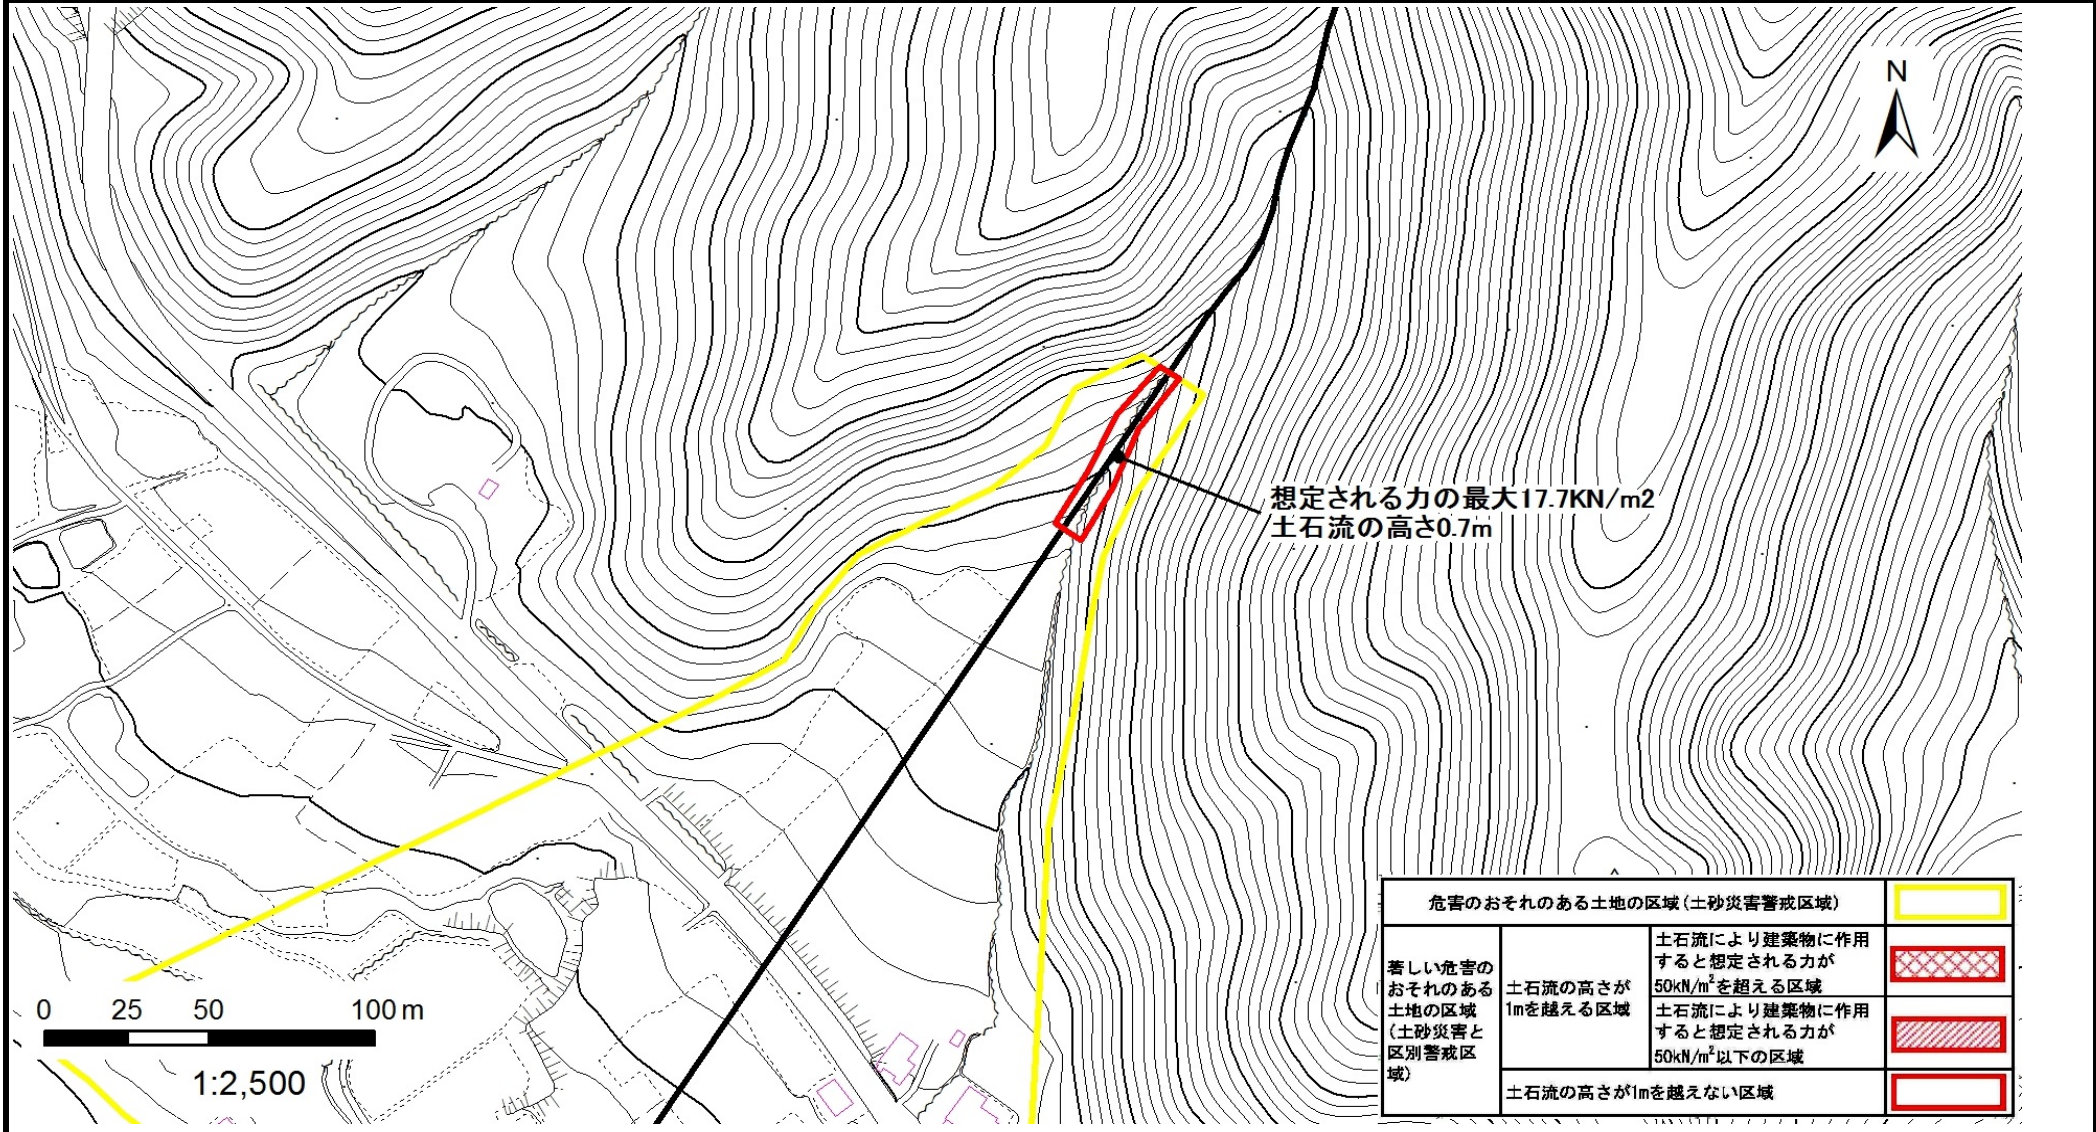 N
想定される力の最大17.7KN/m2
土石流の高さ0.7m
危害のおそれのある土地の区域(土砂災害警戒区域)
著しい危害の
おそれのある
土地の区域
(土砂災害と
区別警戒区
域)
土石流の高さが
1mを越える区域
土石流により建築物に作用
すると想定される力が
50kN/m²を超える区域
土石流により建築物に作用
すると想定される力が
50kN/m²以下の区域
土石流の高さが1mを越えない区域
0 25 50 100 m
1:2,500